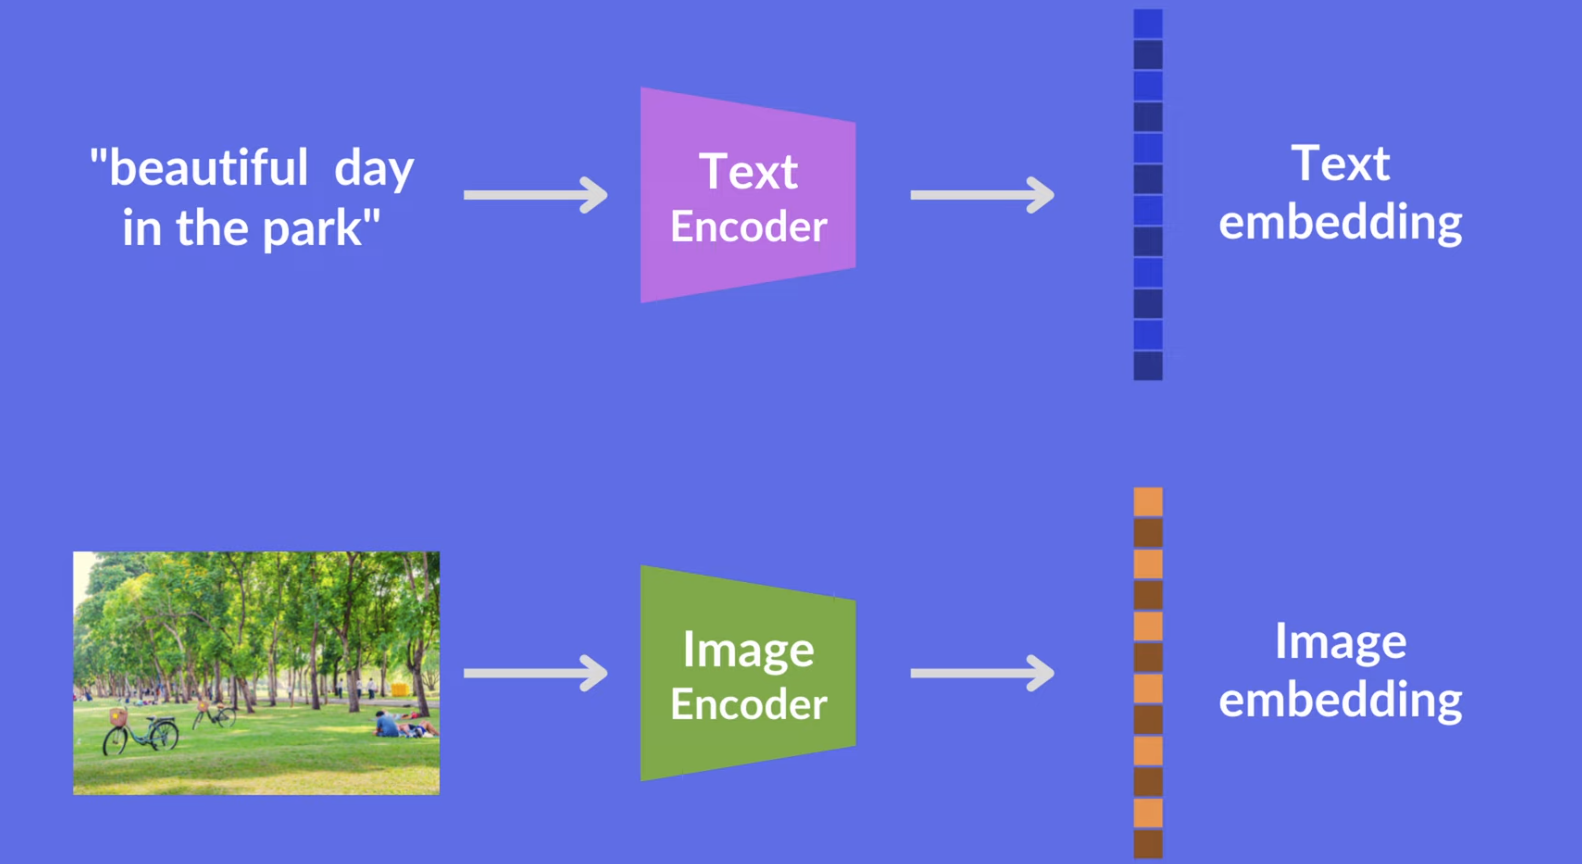 "beautiful day
in the park"
Text
Encoder
Text
embedding
Image
Encoder
Image
embedding